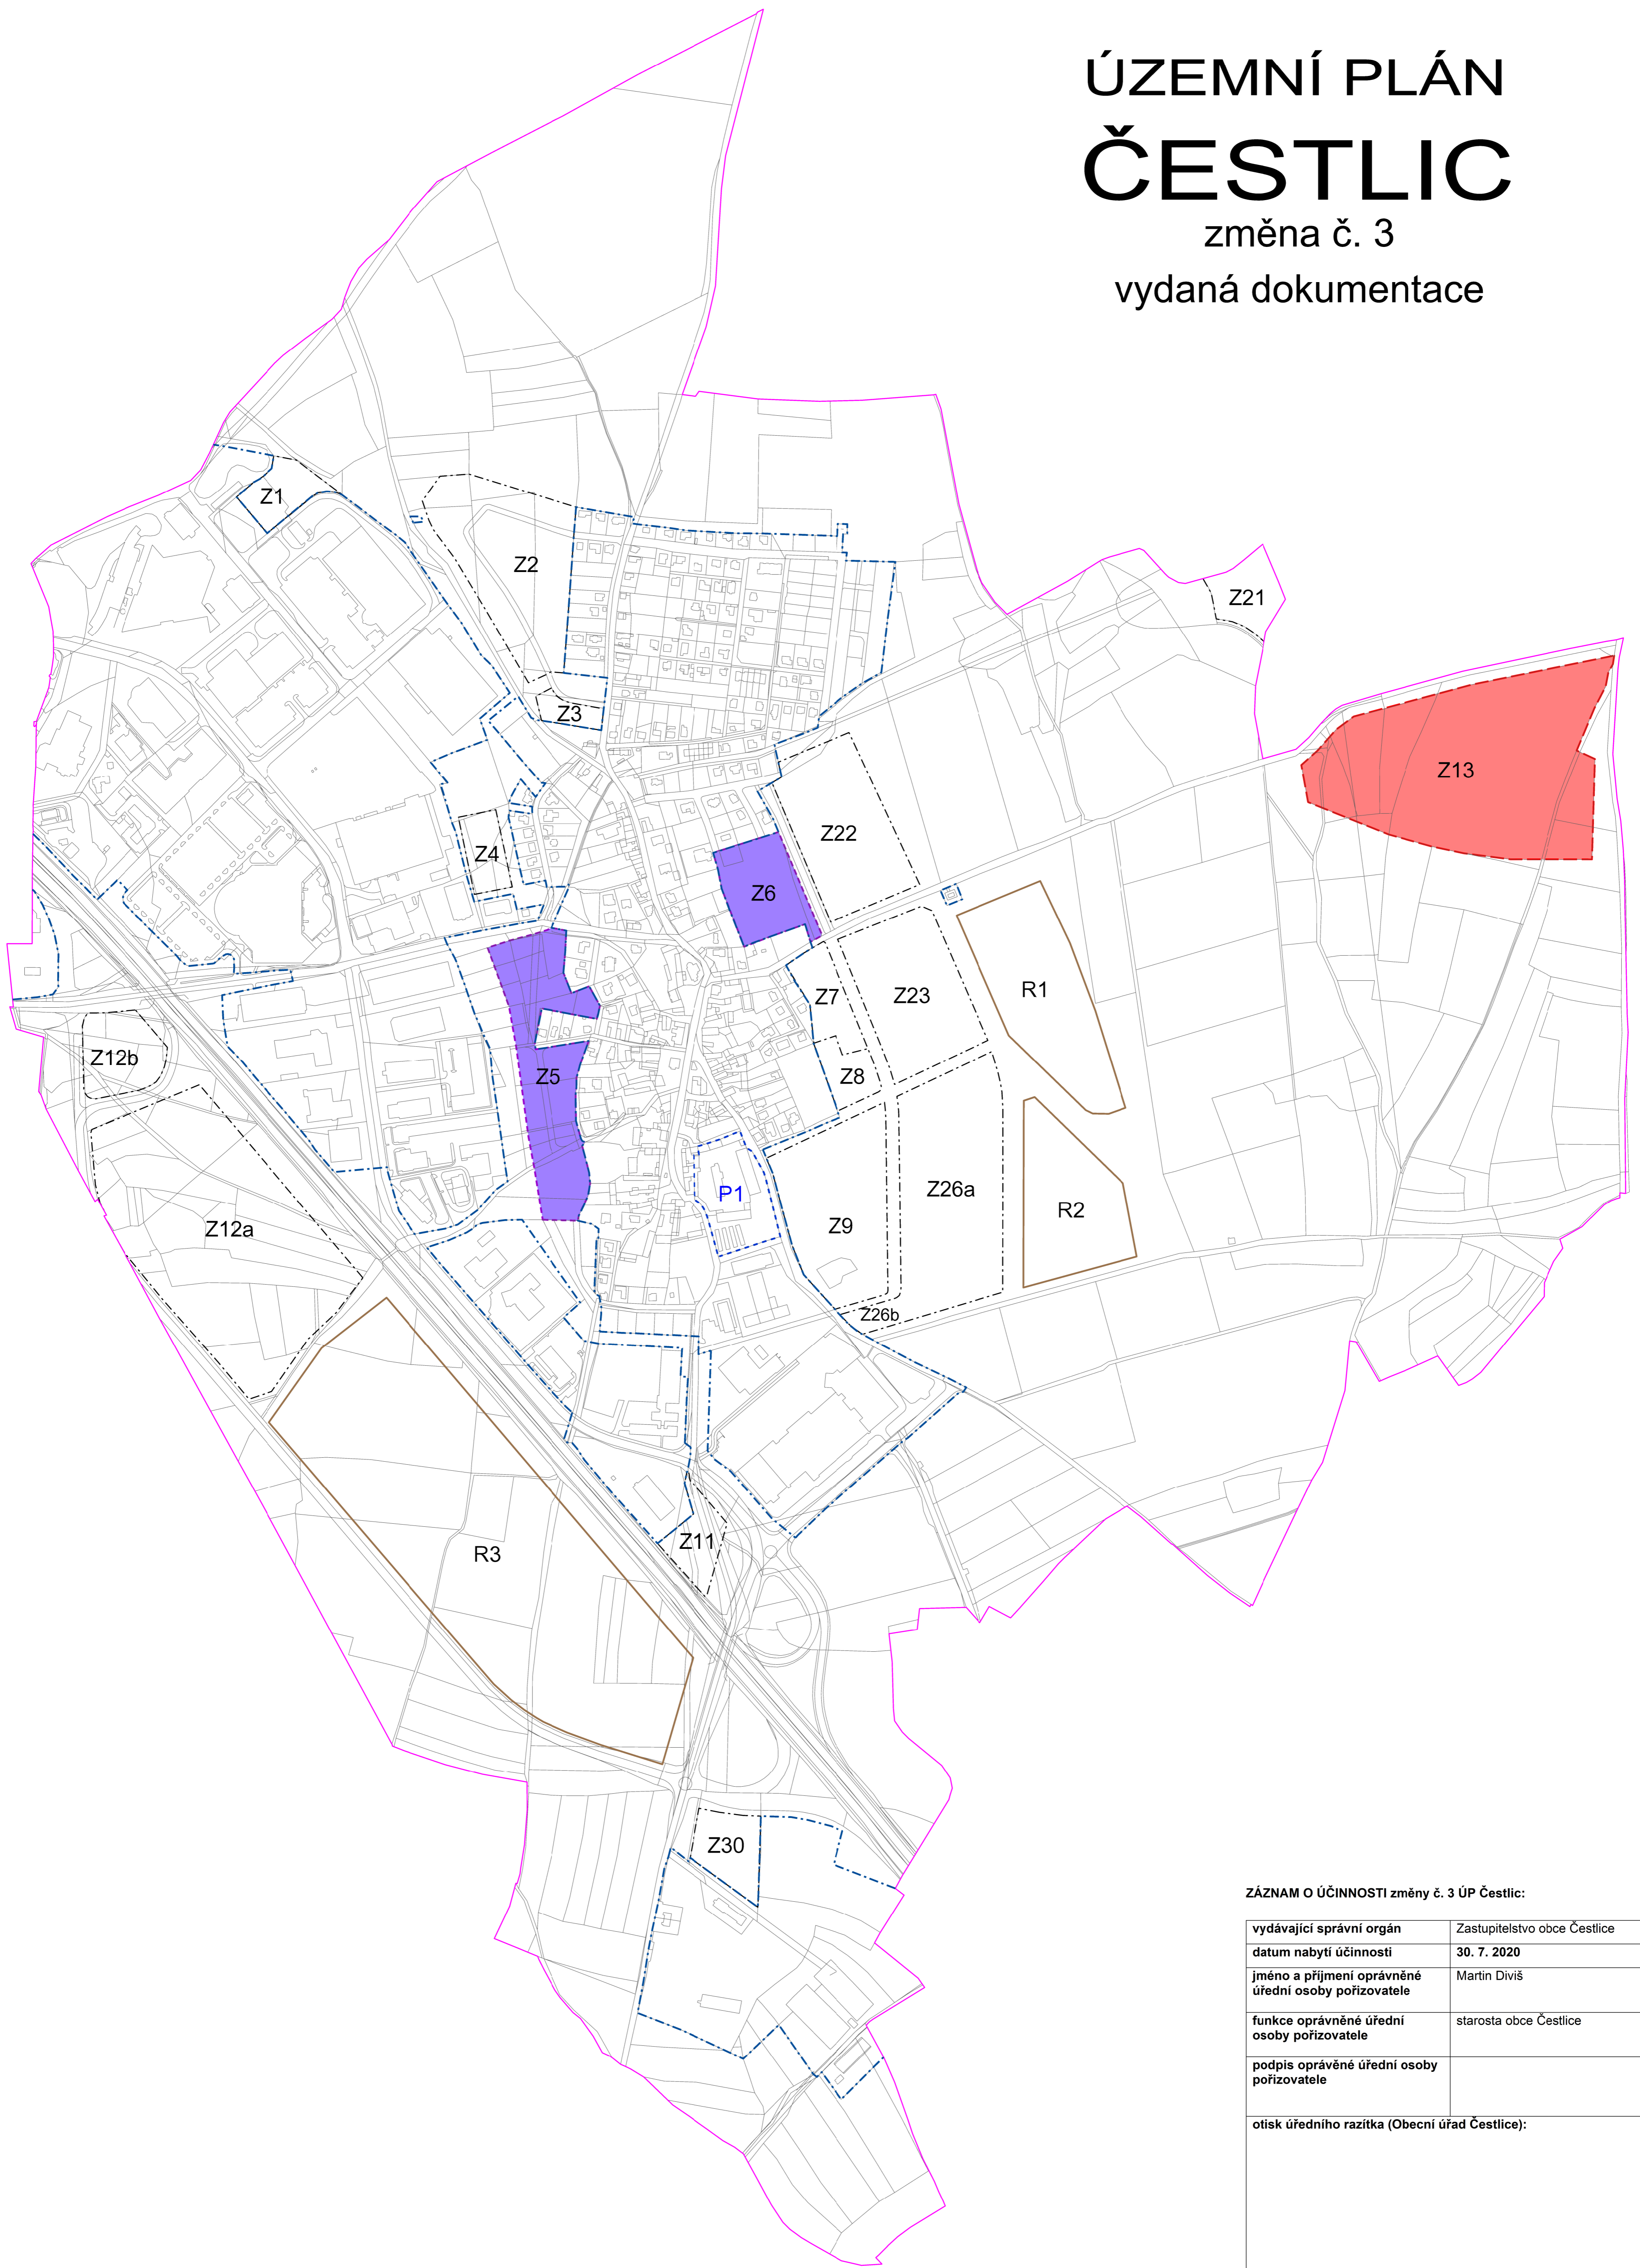 ÚZEMNÍ PLÁN
ČESTLIC
změna č. 3
vydaná dokumentace
Z1
Z2
Z21
Z3
Z13
Z22
Z4
Z6
R1
Z7
Z23
Z12b
Z5
Z8
Z26a
P1
R2
Z9
Z12a
Z26b
Z11
R3
Z30
ZÁZNAM O ÚČINNOSTI změny č. 3 ÚP Čestlic:
vydávající správní orgán Zastupitelstvo obce Čestlice
datum nabytí účinnosti 30. 7. 2020
jméno a příjmení oprávněné Martin Diviš
úřední osoby pořizovatele
funkce oprávněné úřední starosta obce Čestlice
osoby pořizovatele
podpis oprávěné úřední osoby
pořizovatele
otisk úředního razítka (Obecní úřad Čestlice):